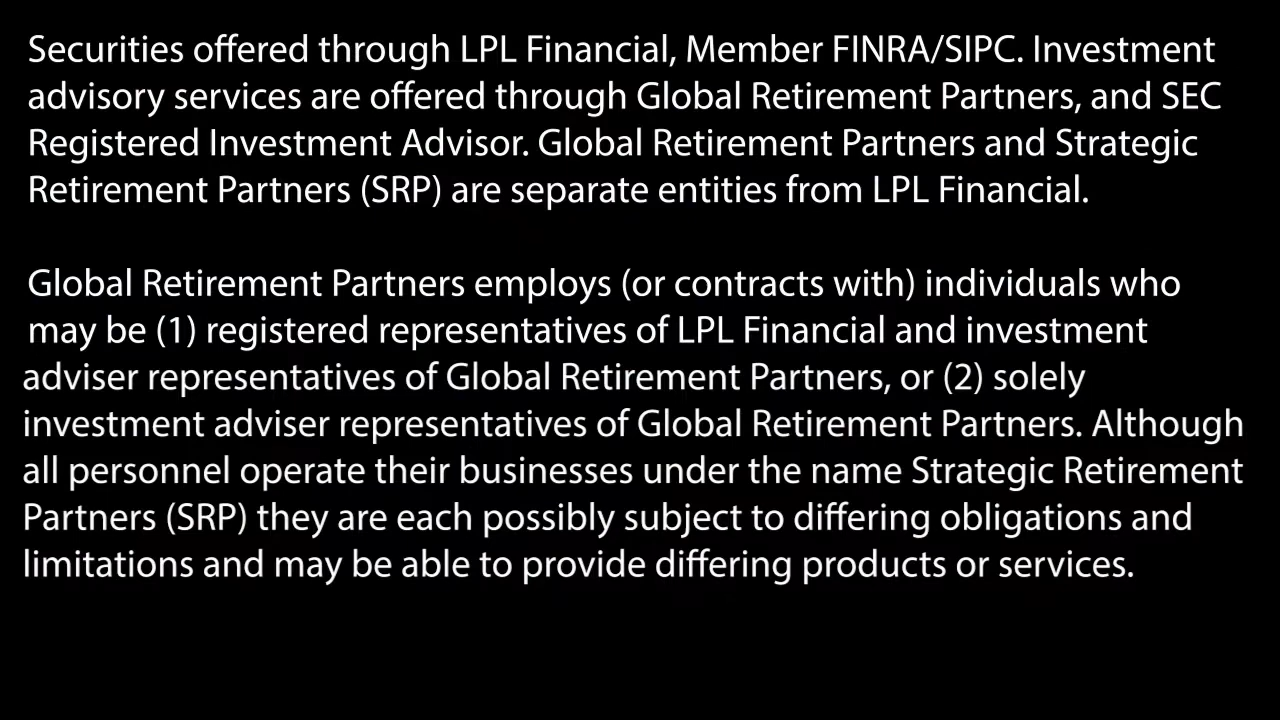 Securities offered through LPL Financial, Member FINRA/SIPC. Investment
advisory services are offered through Global Retirement Partners, and SEC
Registered Investment Advisor. Global Retirement Partners and Strategic
Retirement Partners (SRP) are separate entities from LPL Financial.
Global Retirement Partners employs (or contracts with) individuals who
may be (1) registered representatives of LPL Financial and investment
adviser representatives of Global Retirement Partners, or (2) solely
investment adviser representatives of Global Retirement Partners. Although
all personnel operate their businesses under the name Strategic Retirement
Partners (SRP) they are each possibly subject to differing obligations and
limitations and may be able to provide differing products or services.